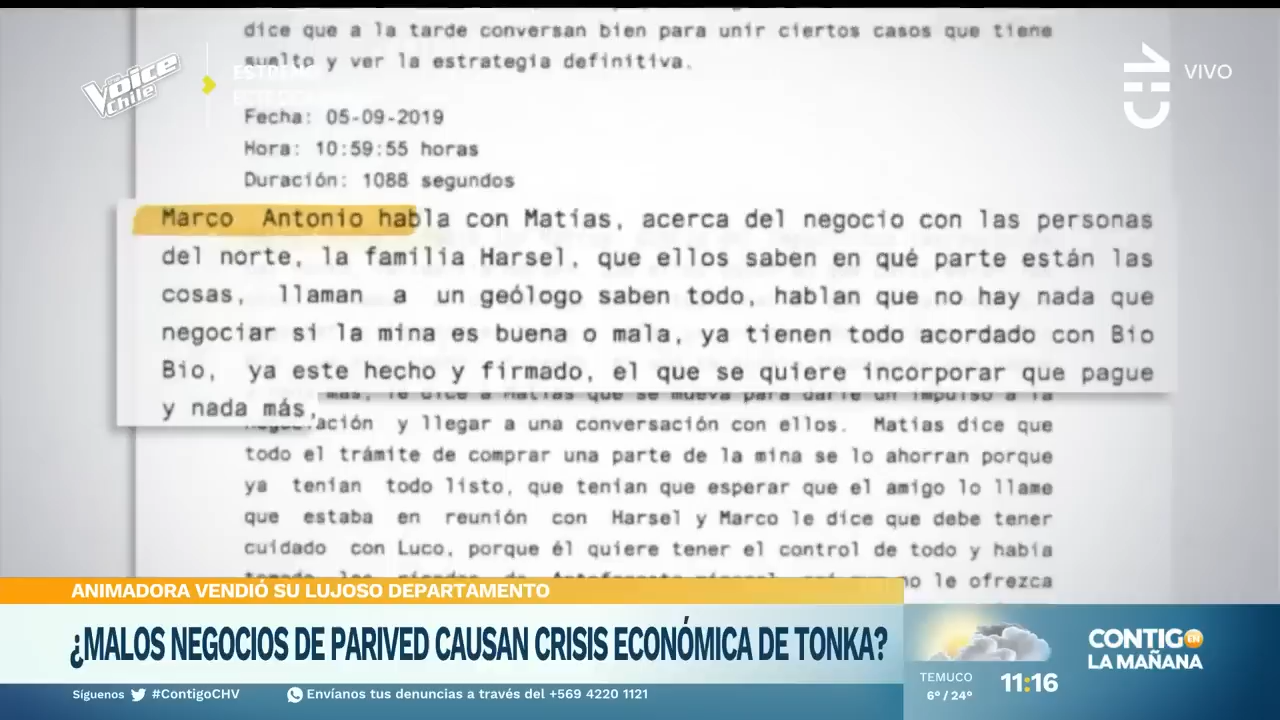 dice que a la tarde conversan bien para unir ciertos casos que tiene
suelto y ver la estrategia definitiva.
The Voice Chile
CHV VIVO
Fecha: 05-09-2019
Hora: 10:59:55 horas
Duración: 1088 segundos
Marco Antonio habla con Matías, acerca del negocio con las personas
del norte, la familia Harsel, que ellos saben en qué parte están las
cosas, llaman a un geólogo saben todo, hablan que no hay nada que
negociar si la mina es buena o mala, ya tienen todo acordado con Bio
Bio, ya este hecho y firmado, el que se quiere incorporar que pague
y nada más,
y llegar a una conversación con ellos. Matias dice que
todo el trámite de comprar una parte de la mina se lo ahorran porque
ya tenian todo listo, que tenian que esperar que el amigo lo llame
que estaba en reunión con Harsel y Marco le dice que debe tener
cuidado con Luco, porque él quiere tener el control de todo y habia
no le ofrezca
ANIMADORA VENDIÓ SU LUJOSO DEPARTAMENTO
¿MALOS NEGOCIOS DE PARIVED CAUSAN CRISIS ECONÓMICA DE TONKA?
Síguenos #ContigoCHV Envíanos tus denuncias a través del +569 4220 1121
TEMUCO
6° / 24°
11:16
CONTIGO EN
LA MAÑANA